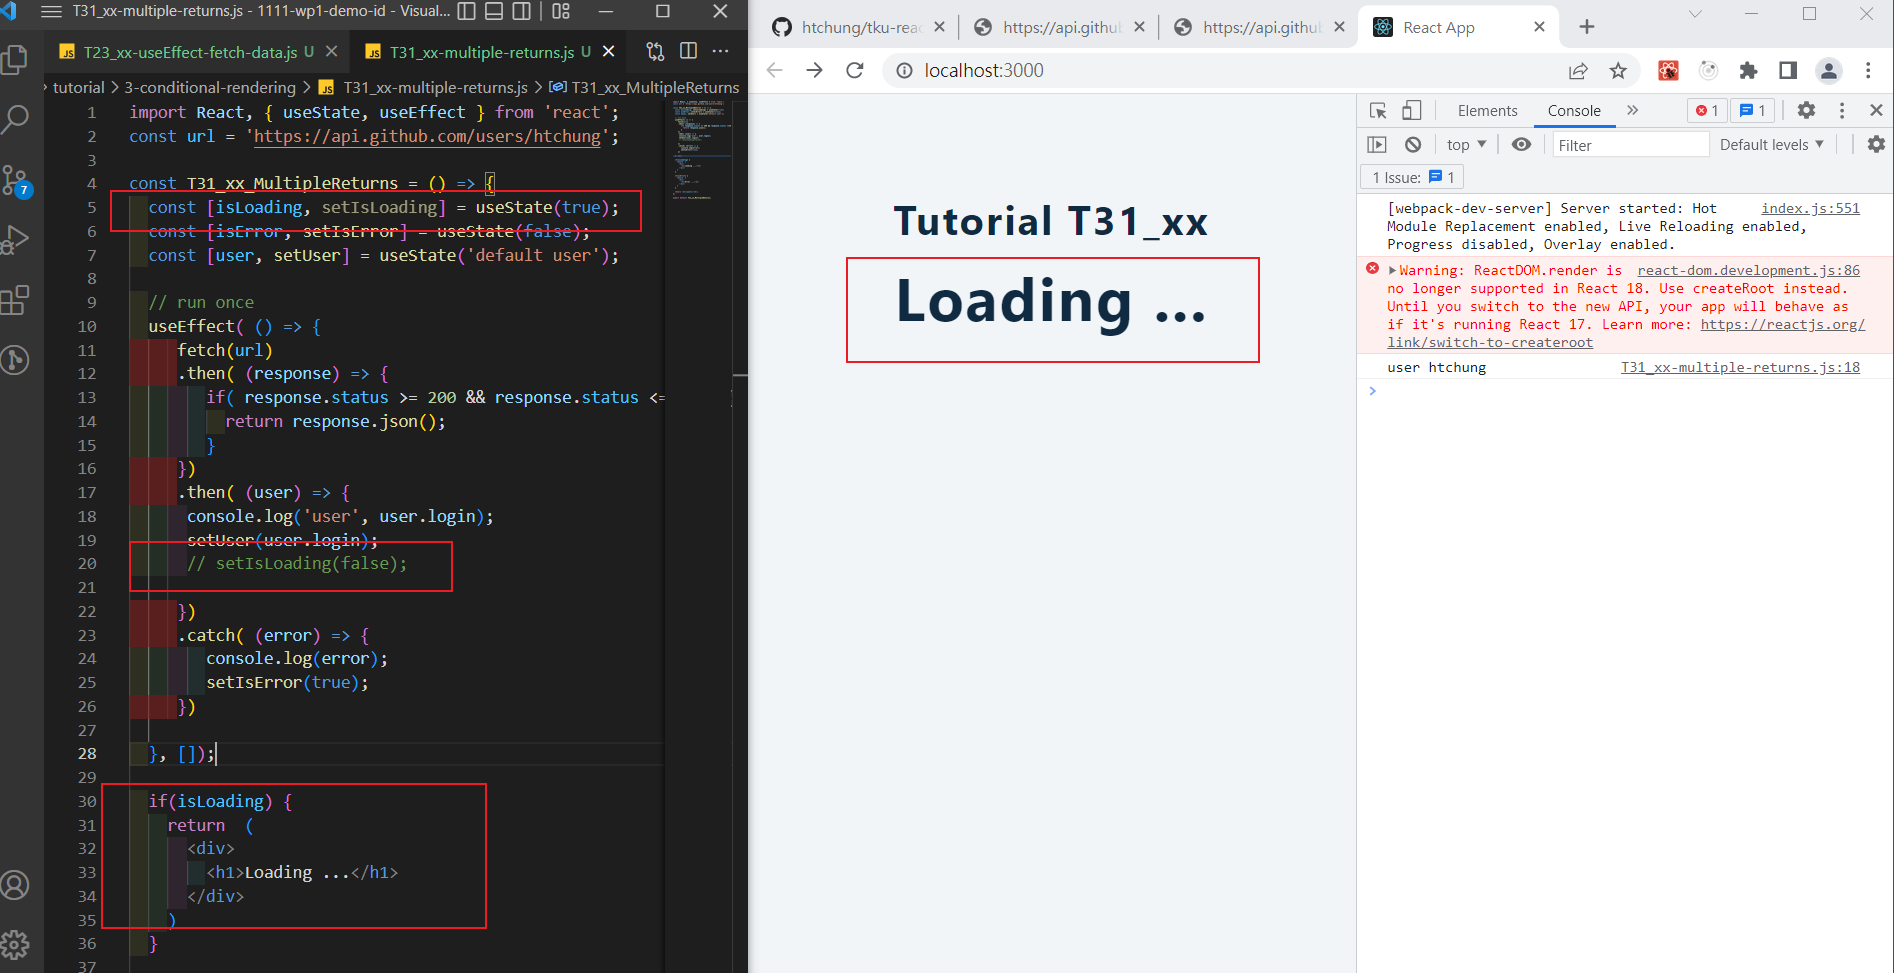 T31_xx-multiple-returns.js - 1111-wp1-demo-id - Visual...
T23_xx-useEffect-fetch-data.js U
T31_xx-multiple-returns.js U
tutorial > 3-conditional-rendering > JS T31_xx-multiple-returns.js > T31_xx_MultipleReturns
7
1 import React, { useState, useEffect } from 'react';
2 const url = 'https://api.github.com/users/htchung';
3
4 const T31_xx_MultipleReturns = () => {
5 const [isLoading, setIsLoading] = useState(true);
6 const [isError, setIsError] = useState(false);
7 const [user, setUser] = useState('default user');
8
9 // run once
10 useEffect( () => {
11 fetch(url)
12 .then( (response) => {
13 if( response.status >= 200 && response.status <=
14 return response.json();
15 }
16 })
17 .then( (user) => {
18 console.log('user', user.login);
19 setUser(user.login);
20 // setIsLoading(false);
21
22 })
23 .catch( (error) => {
24 console.log(error);
25 setIsError(true);
26 })
27
28 }, []);
29
30 if(isLoading) {
31 return (
32 <div>
33 <h1>Loading ...</h1>
34 </div>
35 )
36 }
37
htchung/tku-rea
https://api.github
https://api.github
React App
localhost:3000
Tutorial T31_xx
Loading ...
Elements Console » 1 1
top Filter Default levels
1 Issue: 1
[webpack-dev-server] Server started: Hot index.js:551
Module Replacement enabled, Live Reloading enabled,
Progress disabled, Overlay enabled.
Warning: ReactDOM.render is react-dom.development.js:86
no longer supported in React 18. Use createRoot instead.
Until you switch to the new API, your app will behave as
if it's running React 17. Learn more: https://reactjs.org/
link/switch-to-createroot
user htchung T31_xx-multiple-returns.js:18
>